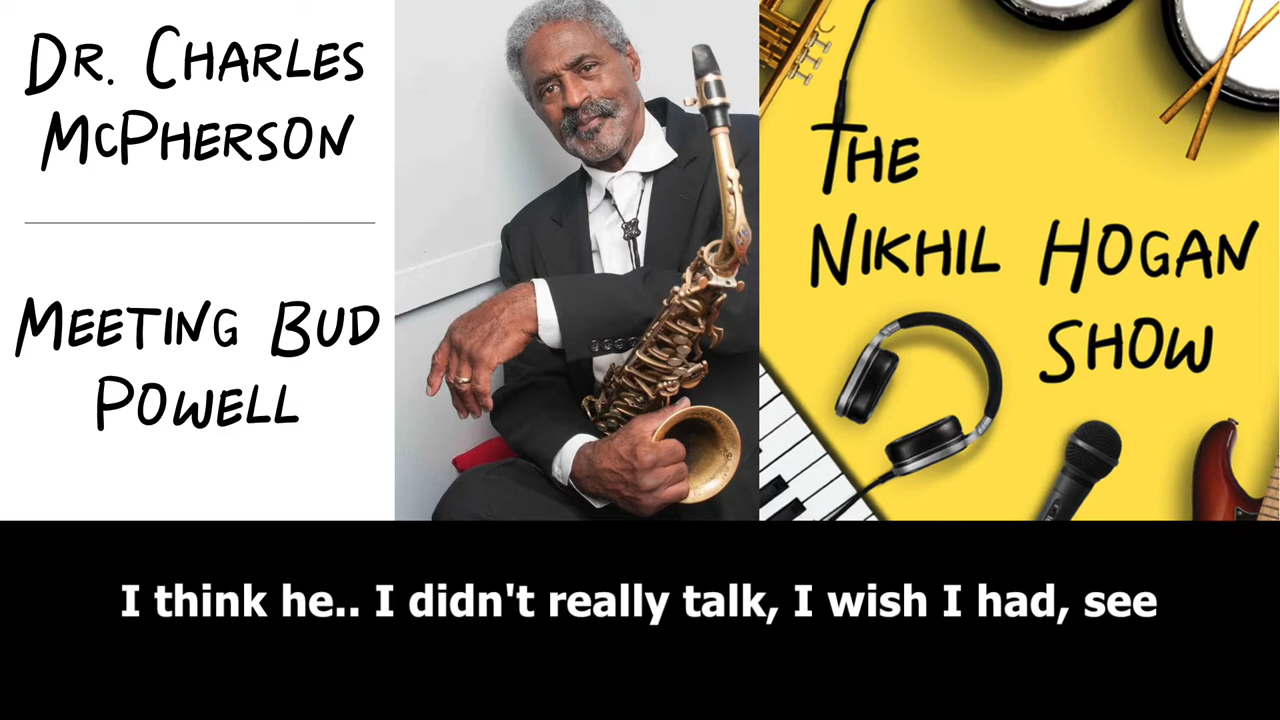 Dr. Charles
McPherson
Meeting Bud
Powell
The
Nikhil Hogan
Show
I think he.. I didn't really talk, I wish I had, see